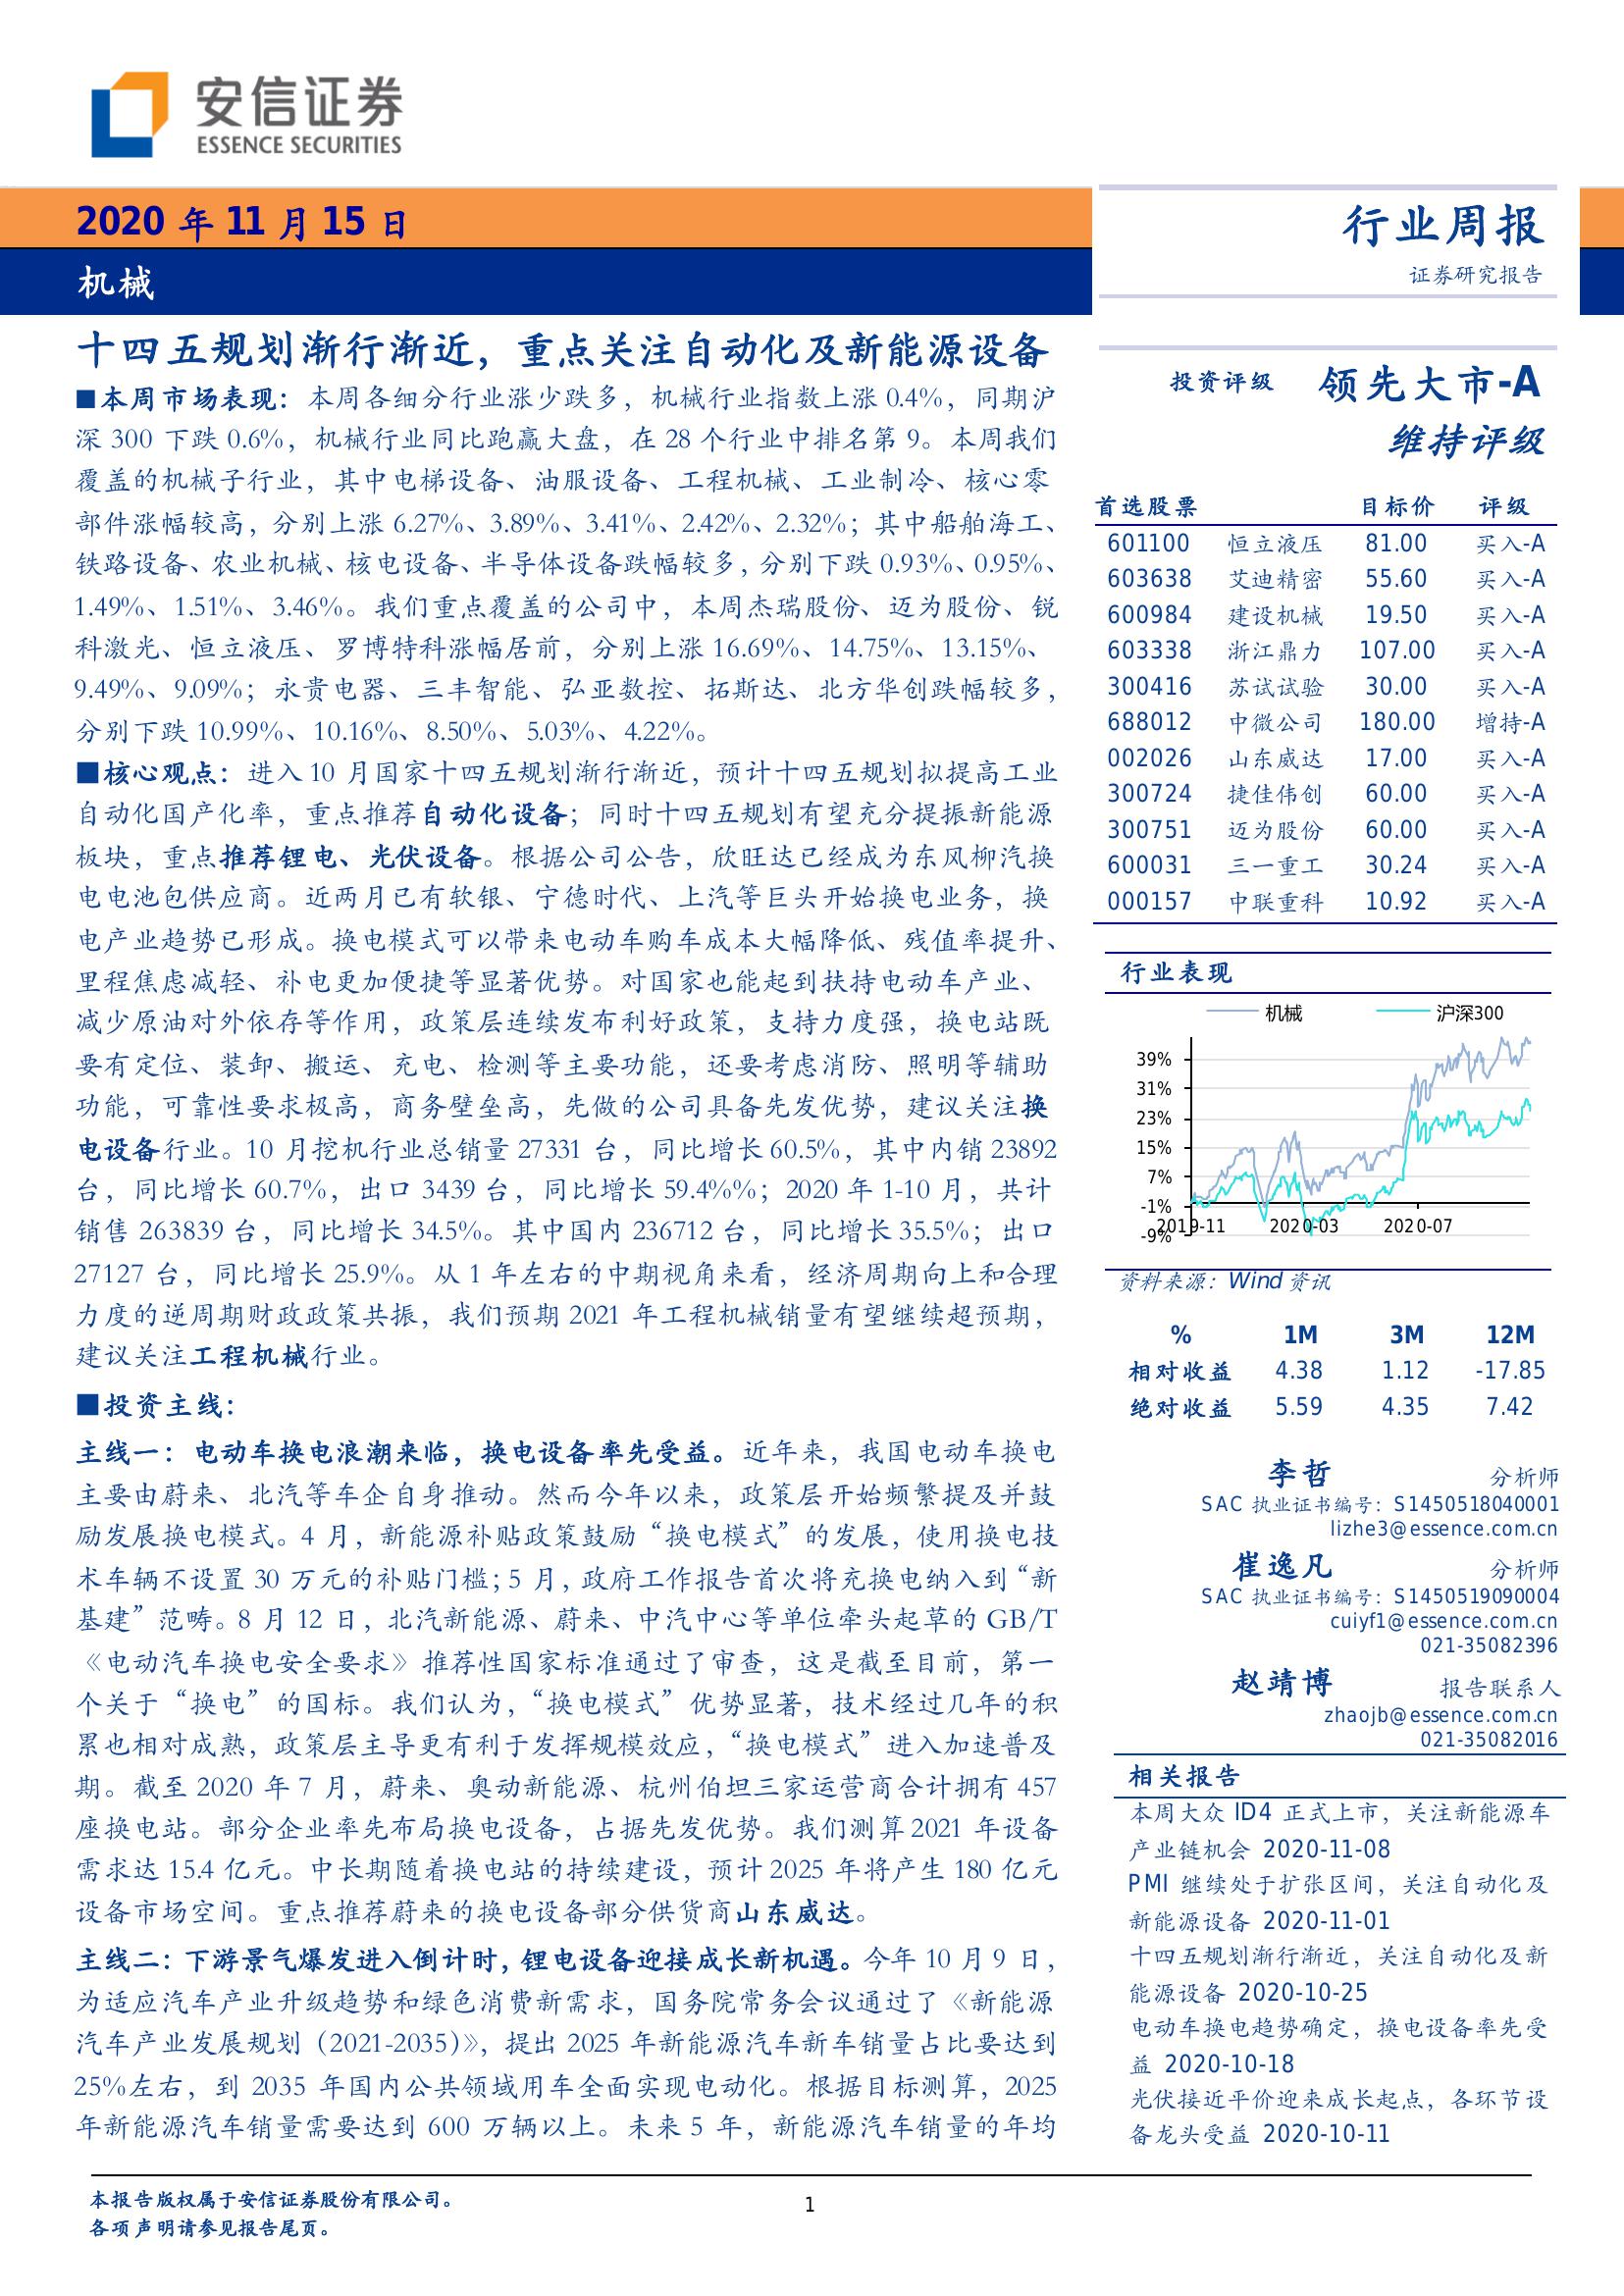 安信证券
ESSENCE SECURITIES
2020 年 11 月 15 日
机械
行业周报
证券研究报告
十四五规划渐行渐近，重点关注自动化及新能源设备
■本周市场表现：本周各细分行业涨少跌多，机械行业指数上涨 0.4%，同期沪
深 300 下跌 0.6%，机械行业同比跑赢大盘，在 28 个行业中排名第 9。本周我们
覆盖的机械子行业，其中电梯设备、油服设备、工程机械、工业制冷、核心零
部件涨幅较高，分别上涨 6.27%、3.89%、3.41%、2.42%、2.32%；其中船舶海工、
铁路设备、农业机械、核电设备、半导体设备跌幅较多，分别下跌 0.93%、0.95%、
1.49%、1.51%、3.46%。我们重点覆盖的公司中，本周杰瑞股份、迈为股份、锐
科激光、恒立液压、罗博特科涨幅居前，分别上涨 16.69%、14.75%、13.15%、
9.49%、9.09%；永贵电器、三丰智能、弘亚数控、拓斯达、北方华创跌幅较多，
分别下跌 10.99%、10.16%、8.50%、5.03%、4.22%。
■核心观点：进入 10 月国家十四五规划渐行渐近，预计十四五规划拟提高工业
自动化国产化率，重点推荐自动化设备；同时十四五规划有望充分提振新能源
板块，重点推荐锂电、光伏设备。根据公司公告，欣旺达已经成为东风柳汽换
电电池包供应商。近两月已有软银、宁德时代、上汽等巨头开始换电业务，换
电产业趋势已形成。换电模式可以带来电动车购车成本大幅降低、残值率提升、
里程焦虑减轻、补电更加便捷等显著优势。对国家也能起到扶持电动车产业、
减少原油对外依存等作用，政策层连续发布利好政策，支持力度强，换电站既
要有定位、装卸、搬运、充电、检测等主要功能，还要考虑消防、照明等辅助
功能，可靠性要求极高，商务壁垒高，先做的公司具备先发优势，建议关注换
电设备行业。10 月挖机行业总销量 27331 台，同比增长 60.5%，其中内销 23892
台，同比增长 60.7%，出口 3439 台，同比增长 59.4%%；2020 年 1-10 月，共计
销售 263839 台，同比增长 34.5%。其中国内 236712 台，同比增长 35.5%；出口
27127 台，同比增长 25.9%。从 1 年左右的中期视角来看，经济周期向上和合理
力度的逆周期财政政策共振，我们预期 2021 年工程机械销量有望继续超预期，
建议关注工程机械行业。
■投资主线：
主线一：电动车换电浪潮来临，换电设备率先受益。近年来，我国电动车换电
主要由蔚来、北汽等车企自身推动。然而今年以来，政策层开始频繁提及并鼓
励发展换电模式。4 月，新能源补贴政策鼓励“换电模式”的发展，使用换电技
术车辆不设置 30 万元的补贴门槛；5 月，政府工作报告首次将充换电纳入到“新
基建”范畴。8 月 12 日，北汽新能源、蔚来、中汽中心等单位牵头起草的 GB/T
《电动汽车换电安全要求》推荐性国家标准通过了审查，这是截至目前，第一
个关于“换电”的国标。我们认为，“换电模式”优势显著，技术经过几年的积
累也相对成熟，政策层主导更有利于发挥规模效应，“换电模式”进入加速普及
期。截至 2020 年 7 月，蔚来、奥动新能源、杭州伯坦三家运营商合计拥有 457
座换电站。部分企业率先布局换电设备，占据先发优势。我们测算 2021 年设备
需求达 15.4 亿元。中长期随着换电站的持续建设，预计 2025 年将产生 180 亿元
设备市场空间。重点推荐蔚来的换电设备部分供货商山东威达。
主线二：下游景气爆发进入倒计时，锂电设备迎接成长新机遇。今年 10 月 9 日，
为适应汽车产业升级趋势和绿色消费新需求，国务院常务会议通过了《新能源
汽车产业发展规划（2021-2035）》，提出 2025 年新能源汽车新车销量占比要达到
25%左右，到 2035 年国内公共领域用车全面实现电动化。根据目标测算，2025
年新能源汽车销量需要达到 600 万辆以上。未来 5 年，新能源汽车销量的年均
投资评级 领先大市-A
维持评级
首选股票 目标价 评级
601100 恒立液压 81.00 买入-A
603638 艾迪精密 55.60 买入-A
600984 建设机械 19.50 买入-A
603338 浙江鼎力 107.00 买入-A
300416 苏试试验 30.00 买入-A
688012 中微公司 180.00 增持-A
002026 山东威达 17.00 买入-A
300724 捷佳伟创 60.00 买入-A
300751 迈为股份 60.00 买入-A
600031 三一重工 30.24 买入-A
000157 中联重科 10.92 买入-A
行业表现
机械 沪深300
39%
31%
23%
15%
7%
-1%
-9%
2019-11 2020-03 2020-07
资料来源：Wind 资讯
% 1M 3M 12M
相对收益 4.38 1.12 -17.85
绝对收益 5.59 4.35 7.42
李哲 分析师
SAC 执业证书编号：S1450518040001
lizhe3@essence.com.cn
崔逸凡 分析师
SAC 执业证书编号：S1450519090004
cuiyf1@essence.com.cn
021-35082396
赵靖博 报告联系人
zhaojb@essence.com.cn
021-35082016
相关报告
本周大众 ID4 正式上市，关注新能源车
产业链机会 2020-11-08
PMI 继续处于扩张区间，关注自动化及
新能源设备 2020-11-01
十四五规划渐行渐近，关注自动化及新
能源设备 2020-10-25
电动车换电趋势确定，换电设备率先受
益 2020-10-18
光伏接近平价迎来成长起点，各环节设
备龙头受益 2020-10-11
本报告版权属于安信证券股份有限公司。
各项声明请参见报告尾页。
1